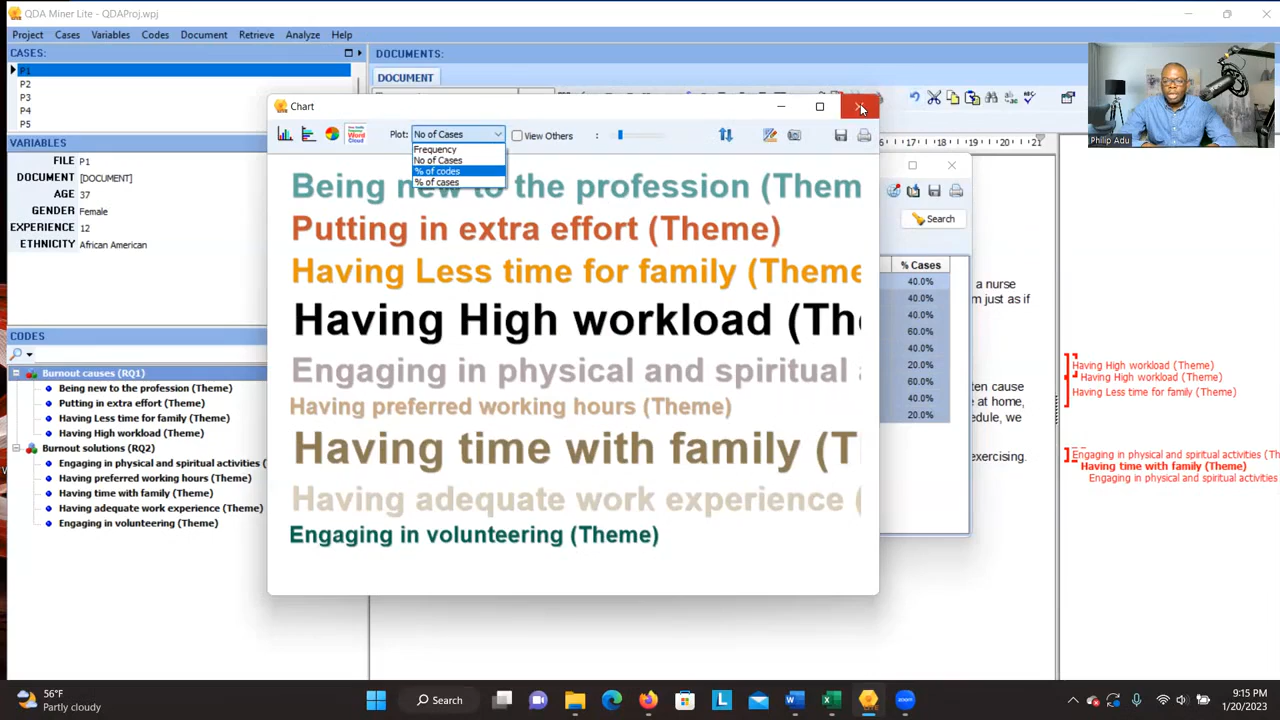 QDA Miner Lite - QDAProj.wpj
Project Cases Variables Codes Document Retrieve Analyze Help
CASES:
P1
P2
P3
P4
P5
VARIABLES
FILE P1
DOCUMENT [DOCUMENT]
AGE 37
GENDER Female
EXPERIENCE 12
ETHNICITY African American
CODES
Burnout causes (RQ1)
Being new to the profession (Theme)
Putting in extra effort (Theme)
Having Less time for family (Theme)
Having High workload (Theme)
Burnout solutions (RQ2)
Engaging in physical and spiritual activities (
Having preferred working hours (Theme)
Having time with family (Theme)
Having adequate work experience (Theme)
Engaging in volunteering (Theme)
DOCUMENTS:
DOCUMENT
Chart
Plot: No of Cases View Others :
Frequency
No of Cases
% of codes
% of cases
Word Cloud
Being new to the profession (Them
Putting in extra effort (Theme)
Having Less time for family (Theme
Having High workload (The
Engaging in physical and spiritual a
Having preferred working hours (Theme)
Having time with family (T
Having adequate work experience (
Engaging in volunteering (Theme)
Search
% Cases
40.0%
40.0%
40.0%
60.0%
40.0%
20.0%
60.0%
40.0%
20.0%
17 18 19 20 21
a nurse
m just as if
ten cause
e at home,
edule, we
exercising.
Having High workload (Theme)
Having High workload (Theme)
Having Less time for family (Theme)
Engaging in physical and spiritual activities (Th
Having time with family (Theme)
Engaging in physical and spiritual activities
Philip Adu
56°F
Partly cloudy
Search
9:15 PM
1/20/2023